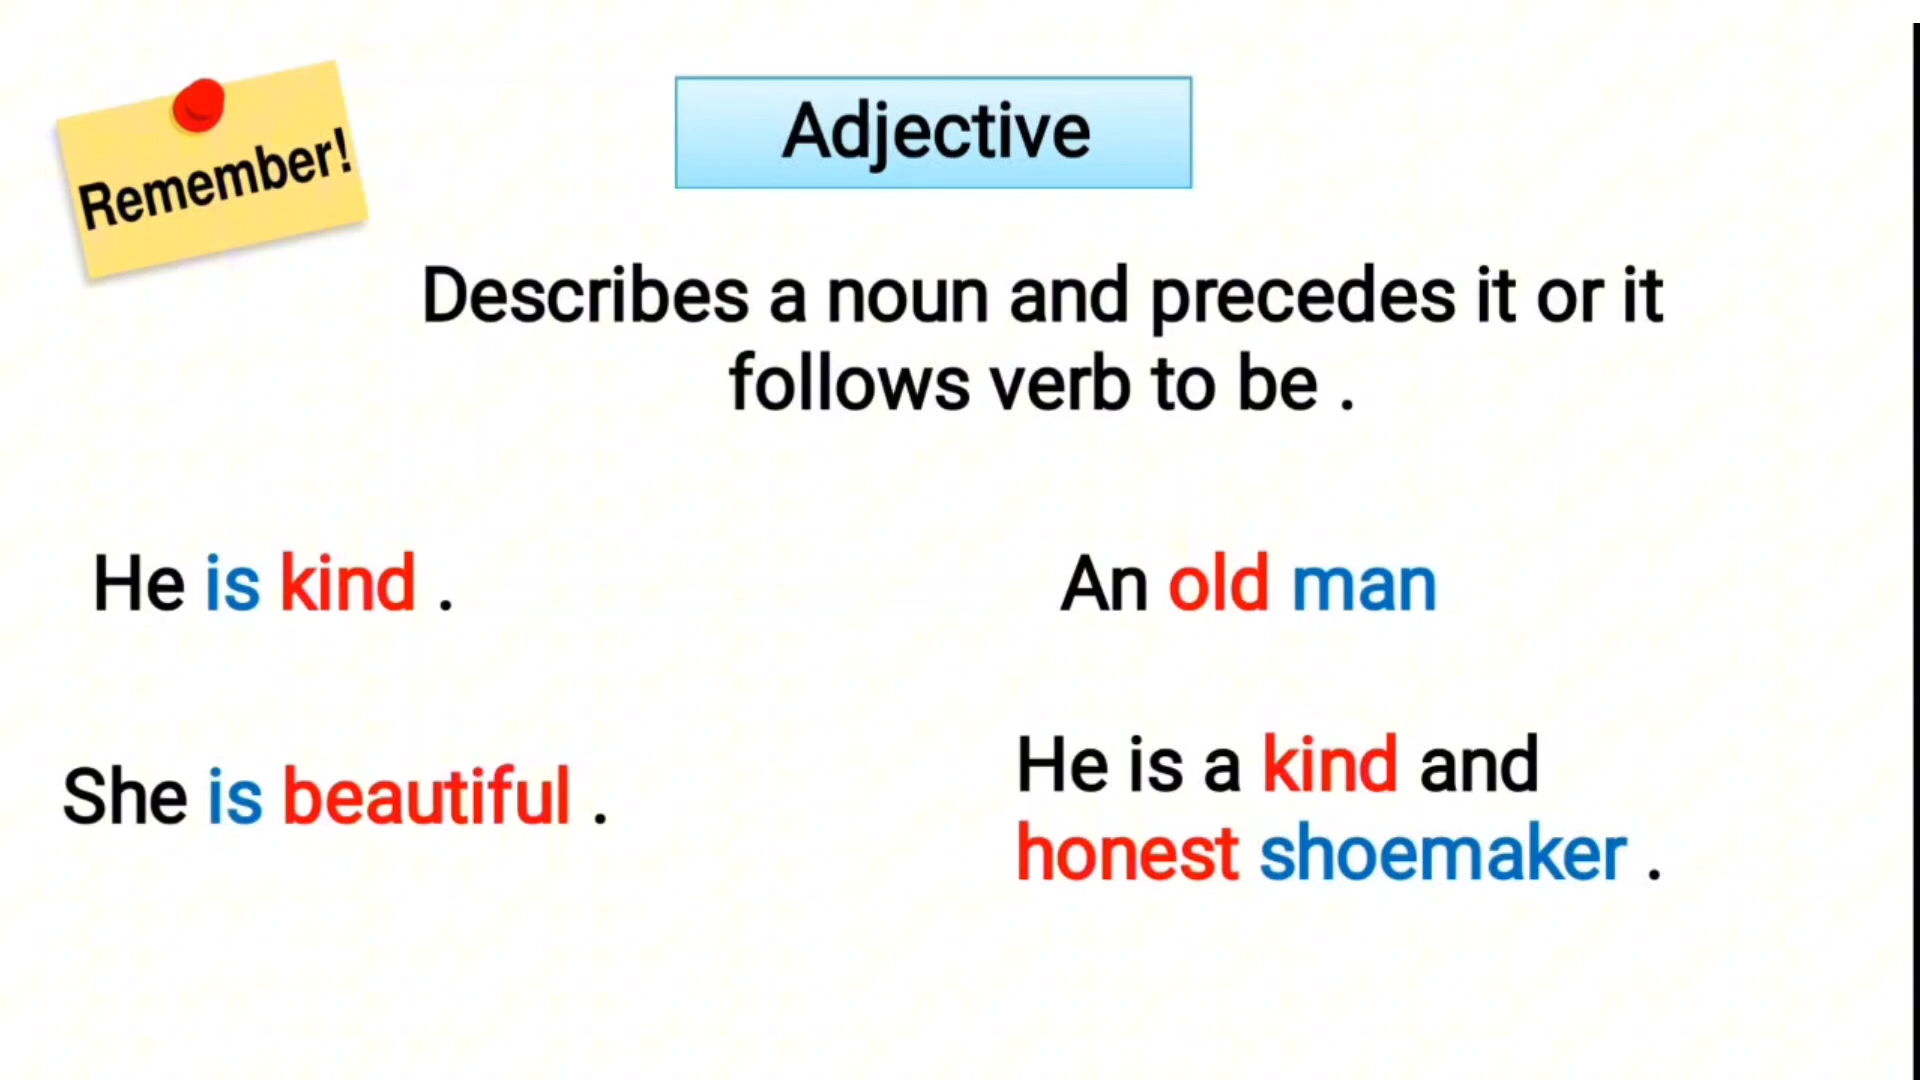 Remember!
Adjective
Describes a noun and precedes it or it
follows verb to be .
He is kind .
An old man
She is beautiful .
He is a kind and
honest shoemaker .